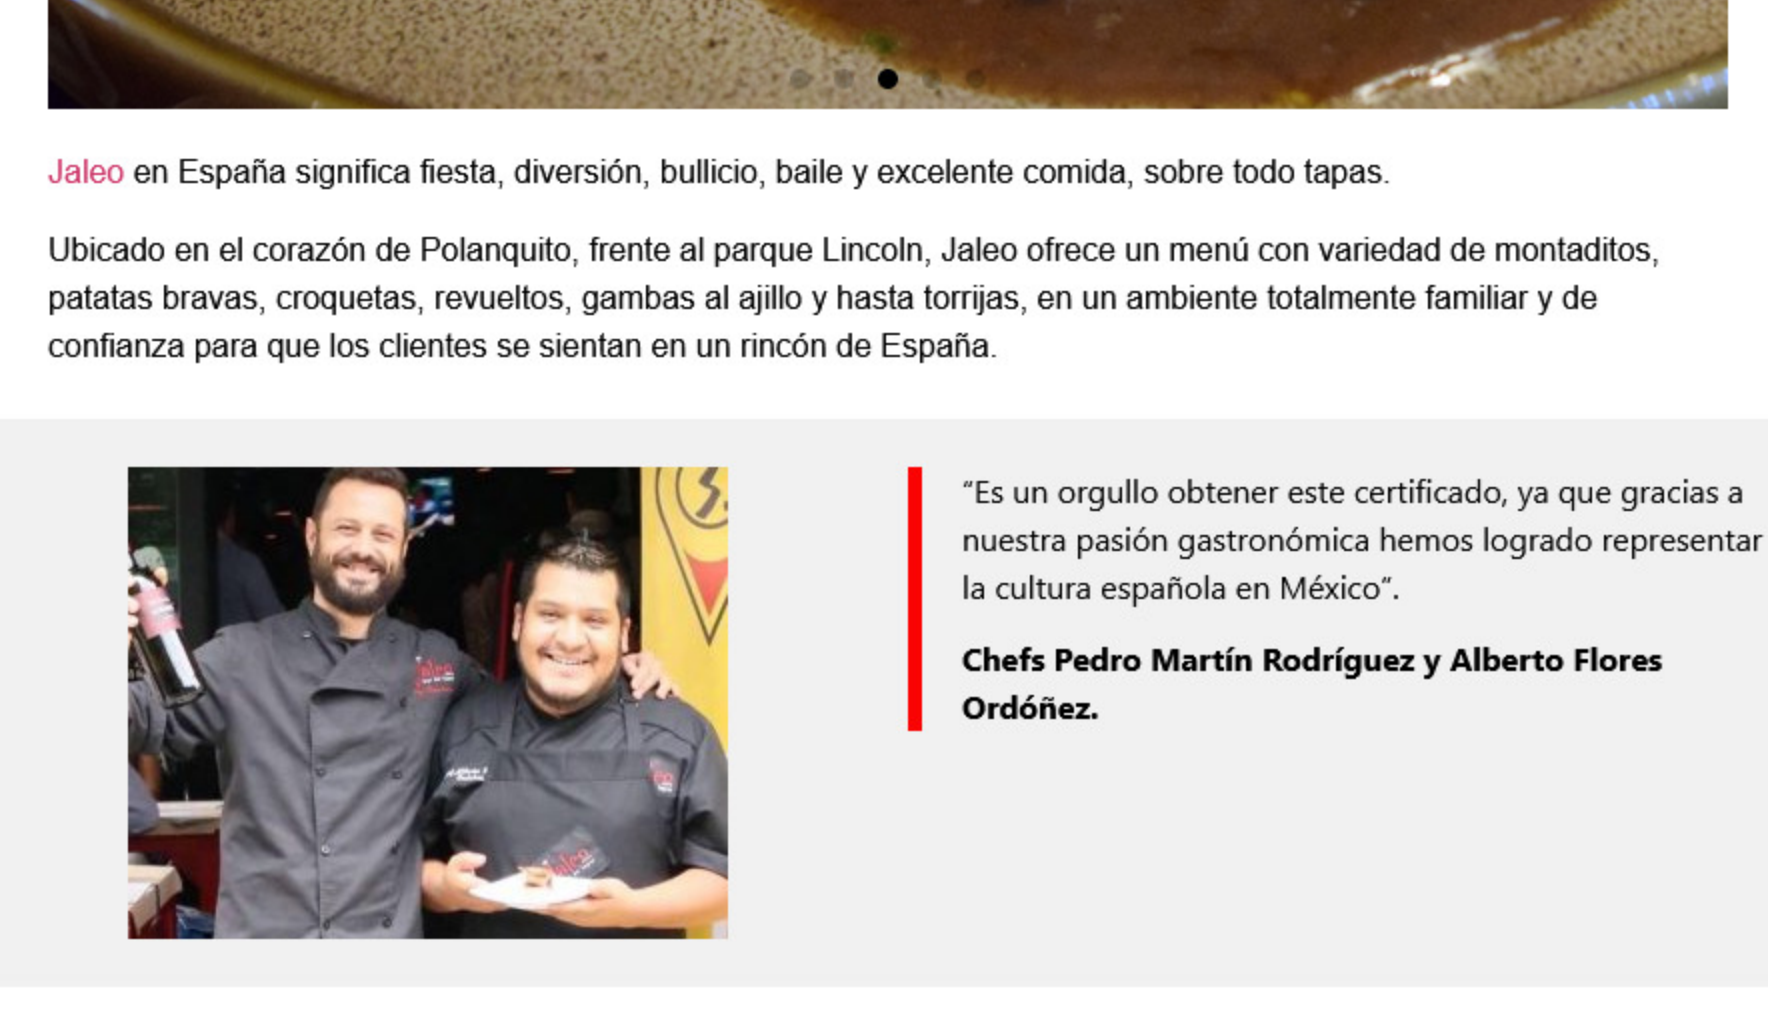 Jaleo en España significa fiesta, diversión, bullicio, baile y excelente comida, sobre todo tapas.
Ubicado en el corazón de Polanquito, frente al parque Lincoln, Jaleo ofrece un menú con variedad de montaditos,
patatas bravas, croquetas, revueltos, gambas al ajillo y hasta torrijas, en un ambiente totalmente familiar y de
confianza para que los clientes se sientan en un rincón de España.
“Es un orgullo obtener este certificado, ya que gracias a
nuestra pasión gastronómica hemos logrado representar
la cultura española en México”.
Chefs Pedro Martín Rodríguez y Alberto Flores
Ordóñez.
Jaleo
Jaleo